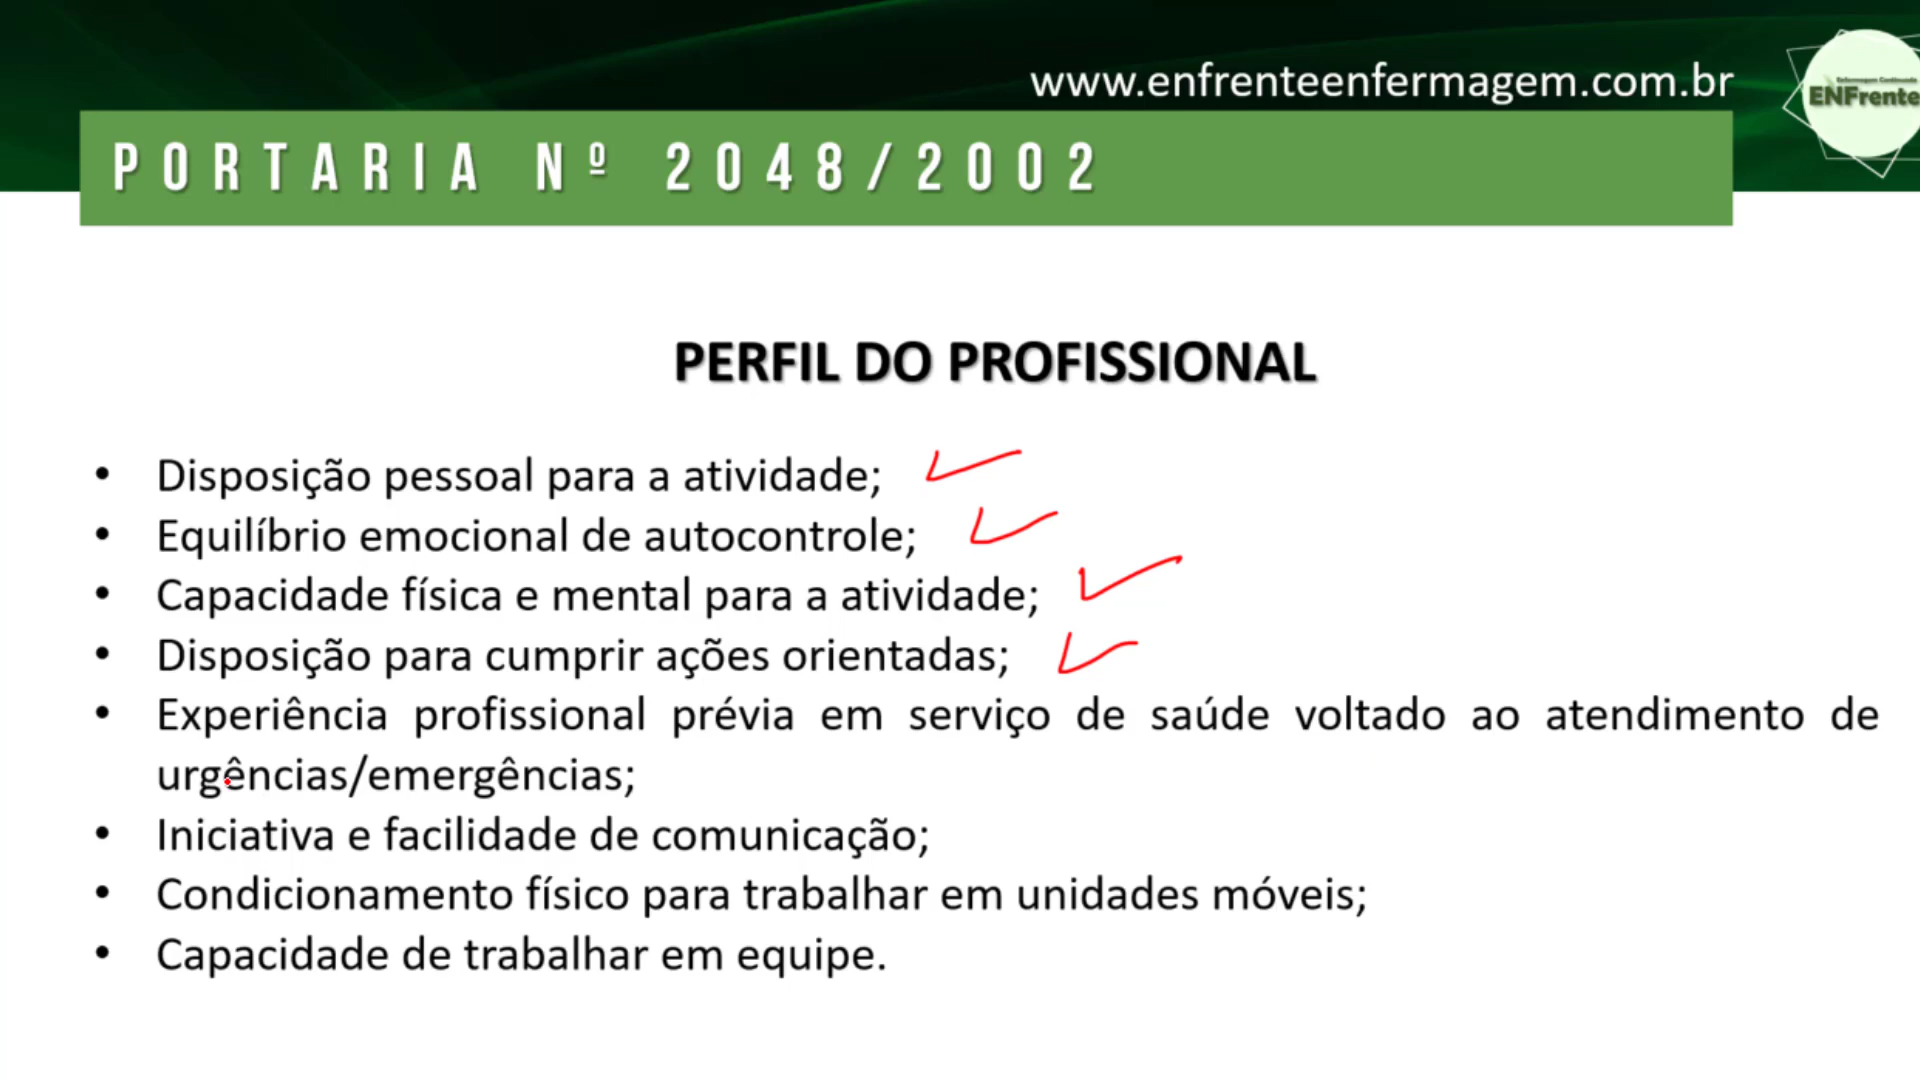 www.enfrenteenfermagem.com.br
Enfermagem Continuada
ENFrente
PORTARIA Nº 2048/2002
PERFIL DO PROFISSIONAL
• Disposição pessoal para a atividade;
• Equilíbrio emocional de autocontrole;
• Capacidade física e mental para a atividade;
• Disposição para cumprir ações orientadas;
• Experiência profissional prévia em serviço de saúde voltado ao atendimento de
urgências/emergências;
• Iniciativa e facilidade de comunicação;
• Condicionamento físico para trabalhar em unidades móveis;
• Capacidade de trabalhar em equipe.